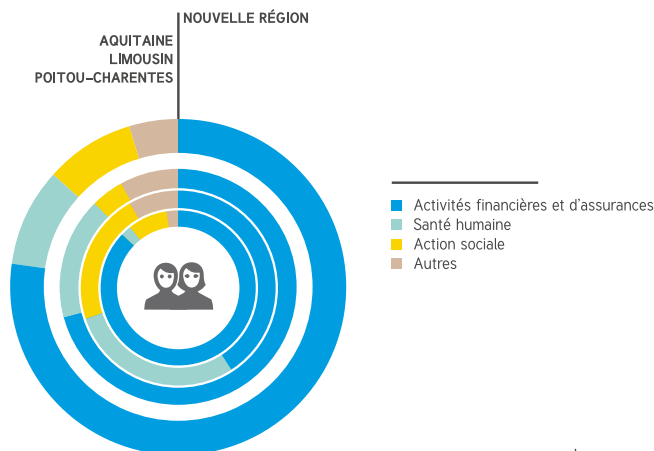 NOUVELLE RÉGION
AQUITAINE
LIMOUSIN
POITOU–CHARENTES
Activités financières et d'assurances
Santé humaine
Action sociale
Autres